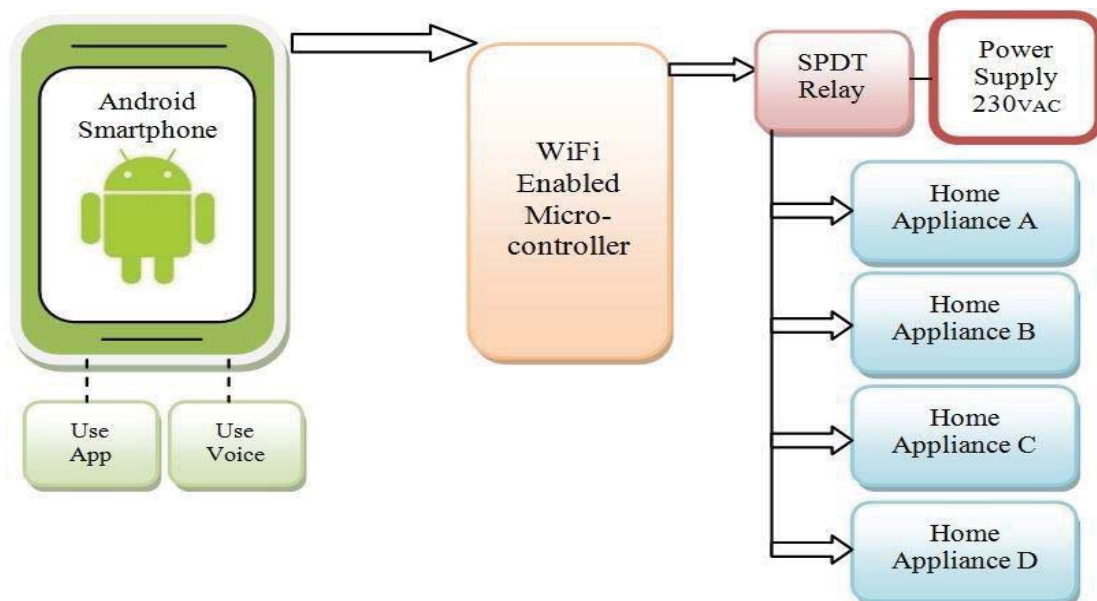 Android
Smartphone
Use
App
Use
Voice
WiFi
Enabled
Micro-
controller
SPDT
Relay
Power
Supply
230VAC
Home
Appliance A
Home
Appliance B
Home
Appliance C
Home
Appliance D